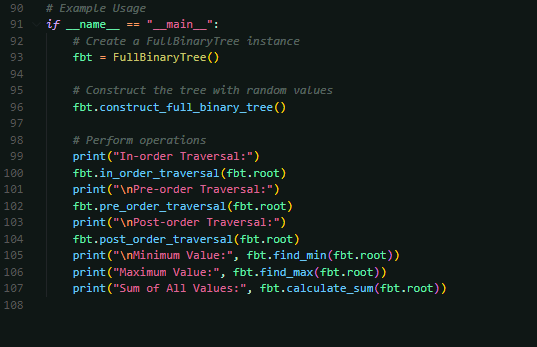 90 # Example Usage
91 if __name__ == "__main__":
92     # Create a FullBinaryTree instance
93     fbt = FullBinaryTree()
94
95     # Construct the tree with random values
96     fbt.construct_full_binary_tree()
97
98     # Perform operations
99     print("In-order Traversal:")
100     fbt.in_order_traversal(fbt.root)
101     print("\nPre-order Traversal:")
102     fbt.pre_order_traversal(fbt.root)
103     print("\nPost-order Traversal:")
104     fbt.post_order_traversal(fbt.root)
105     print("\nMinimum Value:", fbt.find_min(fbt.root))
106     print("Maximum Value:", fbt.find_max(fbt.root))
107     print("Sum of All Values:", fbt.calculate_sum(fbt.root))
108